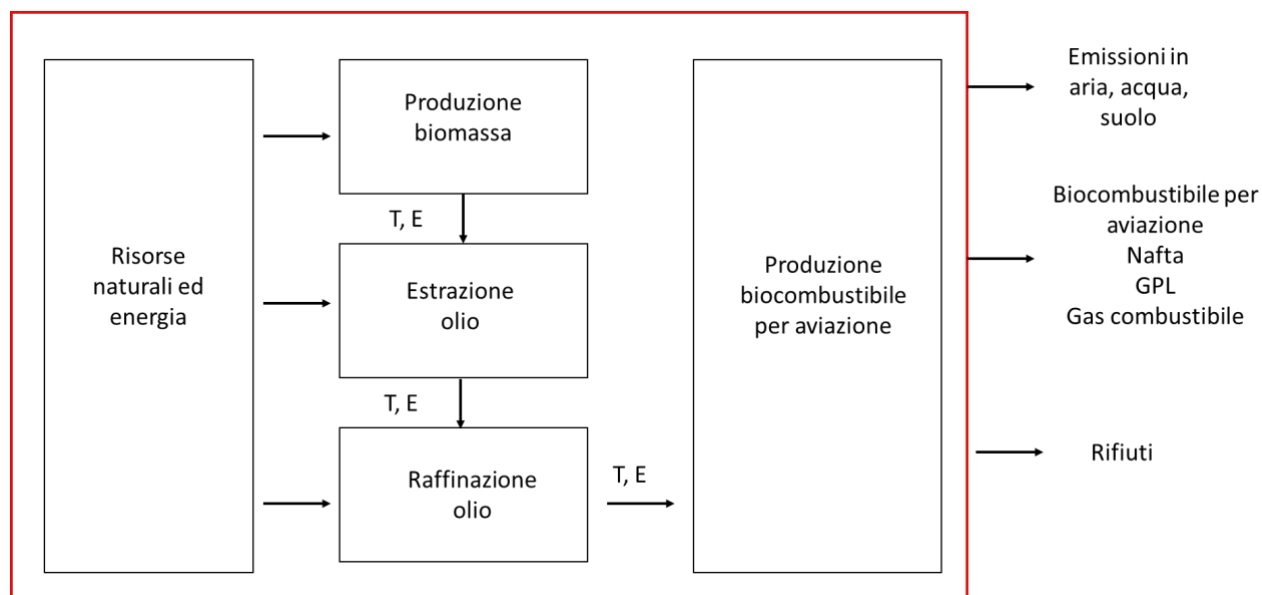 Risorse
naturali ed
energia
Produzione
biomassa
T, E
Estrazione
olio
T, E
Raffinazione
olio
T, E
Produzione
biocombustibile
per aviazione
Emissioni in
aria, acqua,
suolo
Biocombustibile per
aviazione
Nafta
GPL
Gas combustibile
Rifiuti